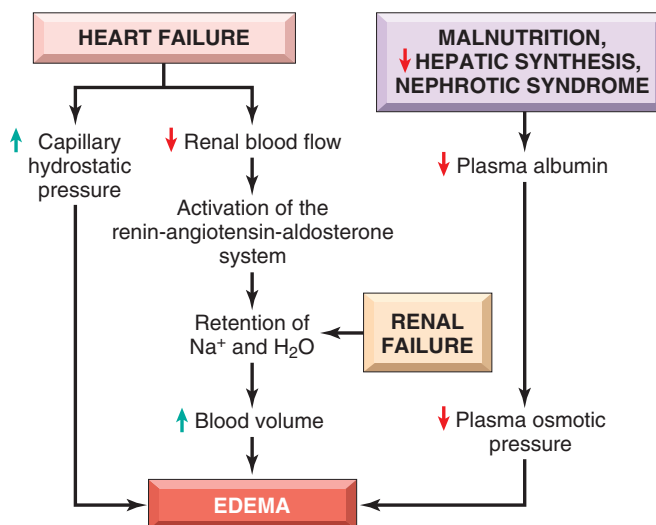 HEART FAILURE
MALNUTRITION,
↓ HEPATIC SYNTHESIS,
NEPHROTIC SYNDROME
↑ Capillary
hydrostatic
pressure
↓ Renal blood flow
↓ Plasma albumin
Activation of the
renin-angiotensin-aldosterone
system
Retention of
Na⁺ and H₂O
RENAL
FAILURE
↑ Blood volume
↓ Plasma osmotic
pressure
EDEMA